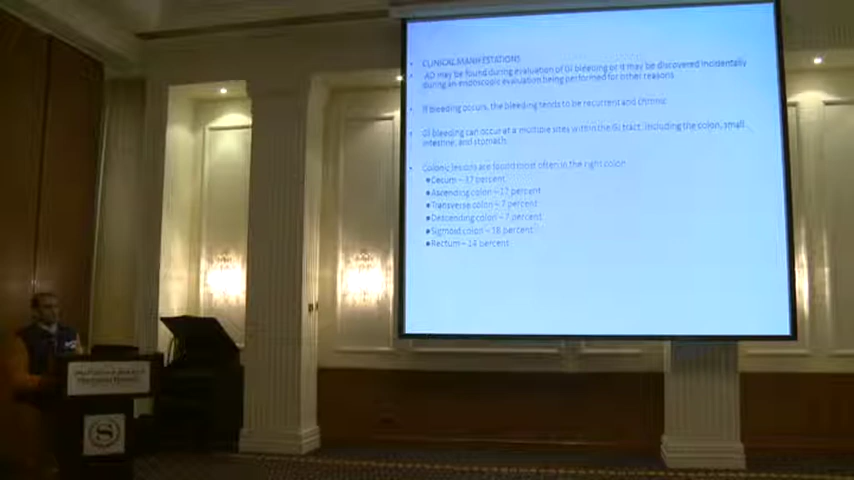 CLINICAL MANIFESTATIONS
AD may be found during evaluation of GI bleeding or it may be discovered incidentally
during an endoscopic evaluation being performed for other reasons
If bleeding occurs, the bleeding tends to be recurrent and chronic
GI bleeding can occur at a multiple sites within the GI tract, including the colon, small
intestine, and stomach
Colonic lesions are found most often in the right colon
Cecum – 37 percent
Ascending colon – 17 percent
Transverse colon – 7 percent
Descending colon – 7 percent
Sigmoid colon – 18 percent
Rectum – 14 percent
S